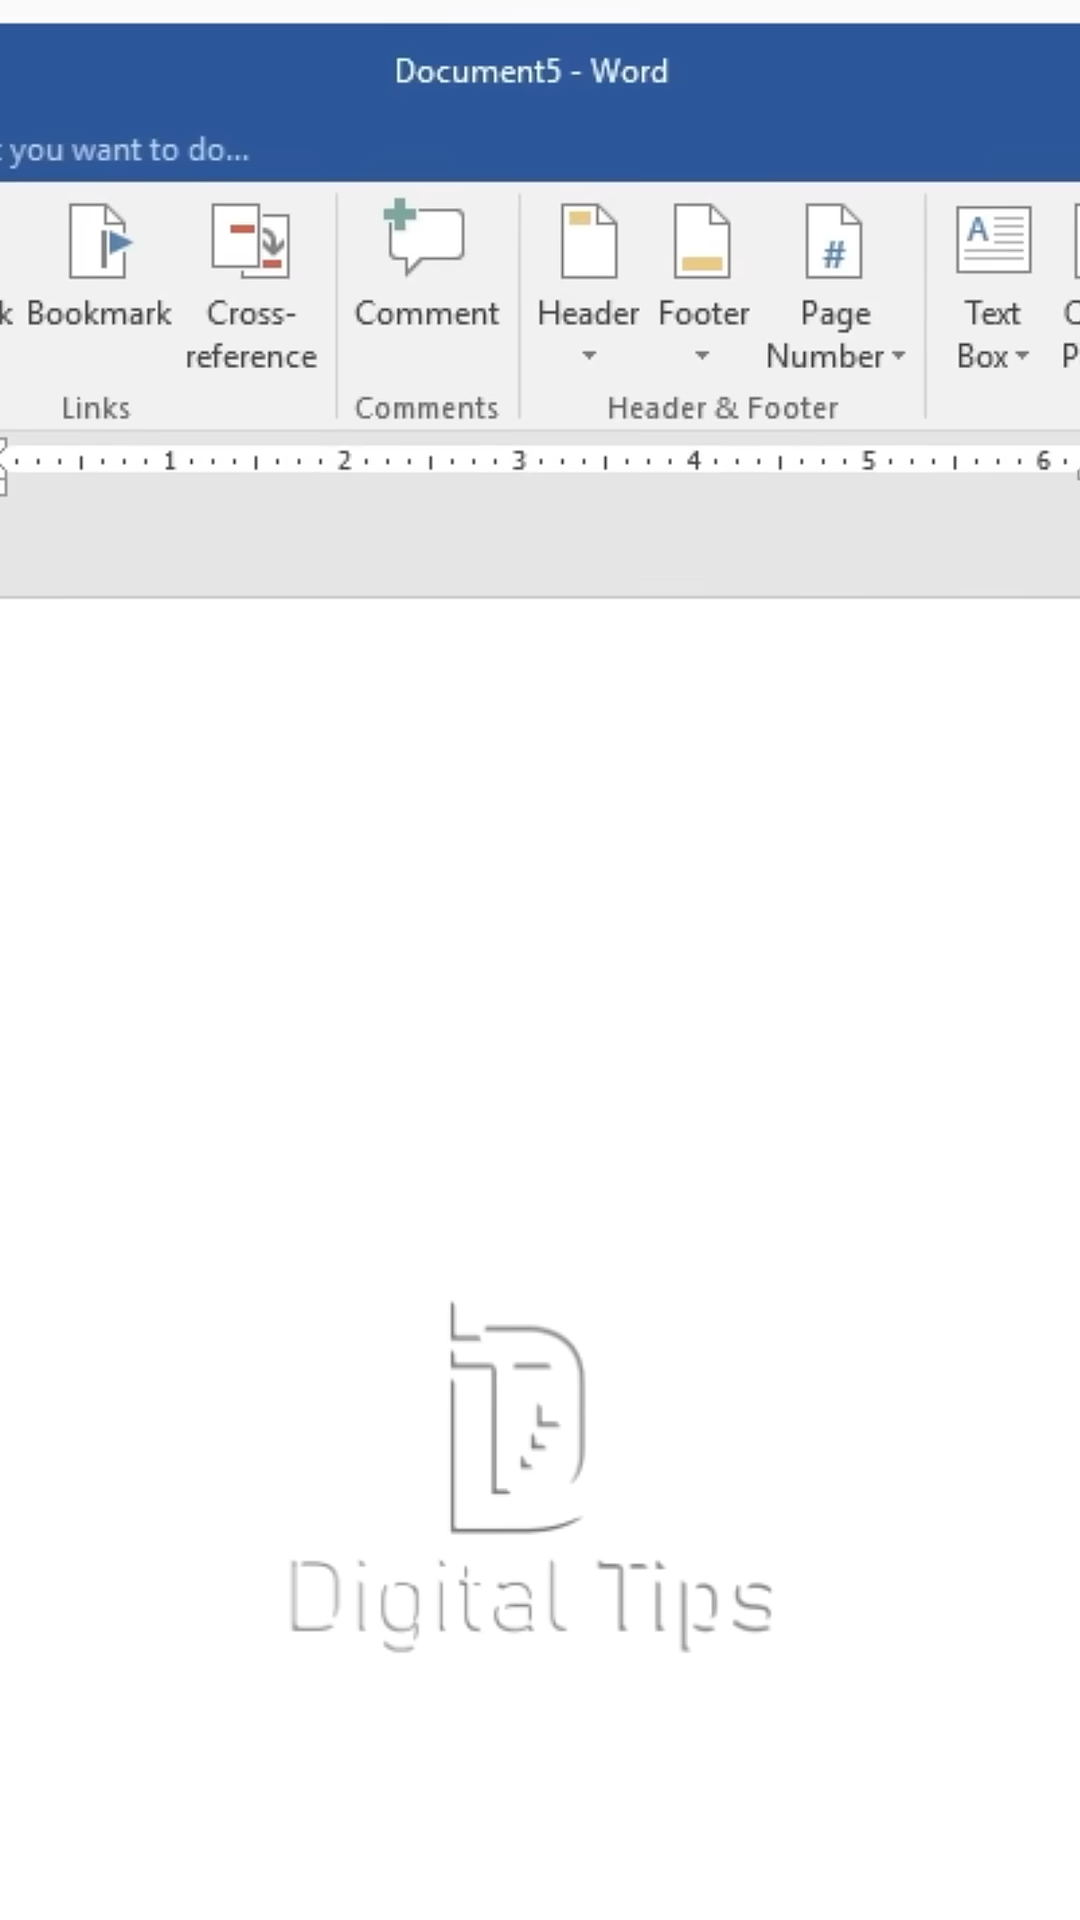 Document5 - Word
you want to do...
Bookmark
Cross-
reference
Comment
Header
Footer
Page
Number
Text
Box
Links
Comments
Header & Footer
1 2 3 4 5 6
A
#
Digital Tips